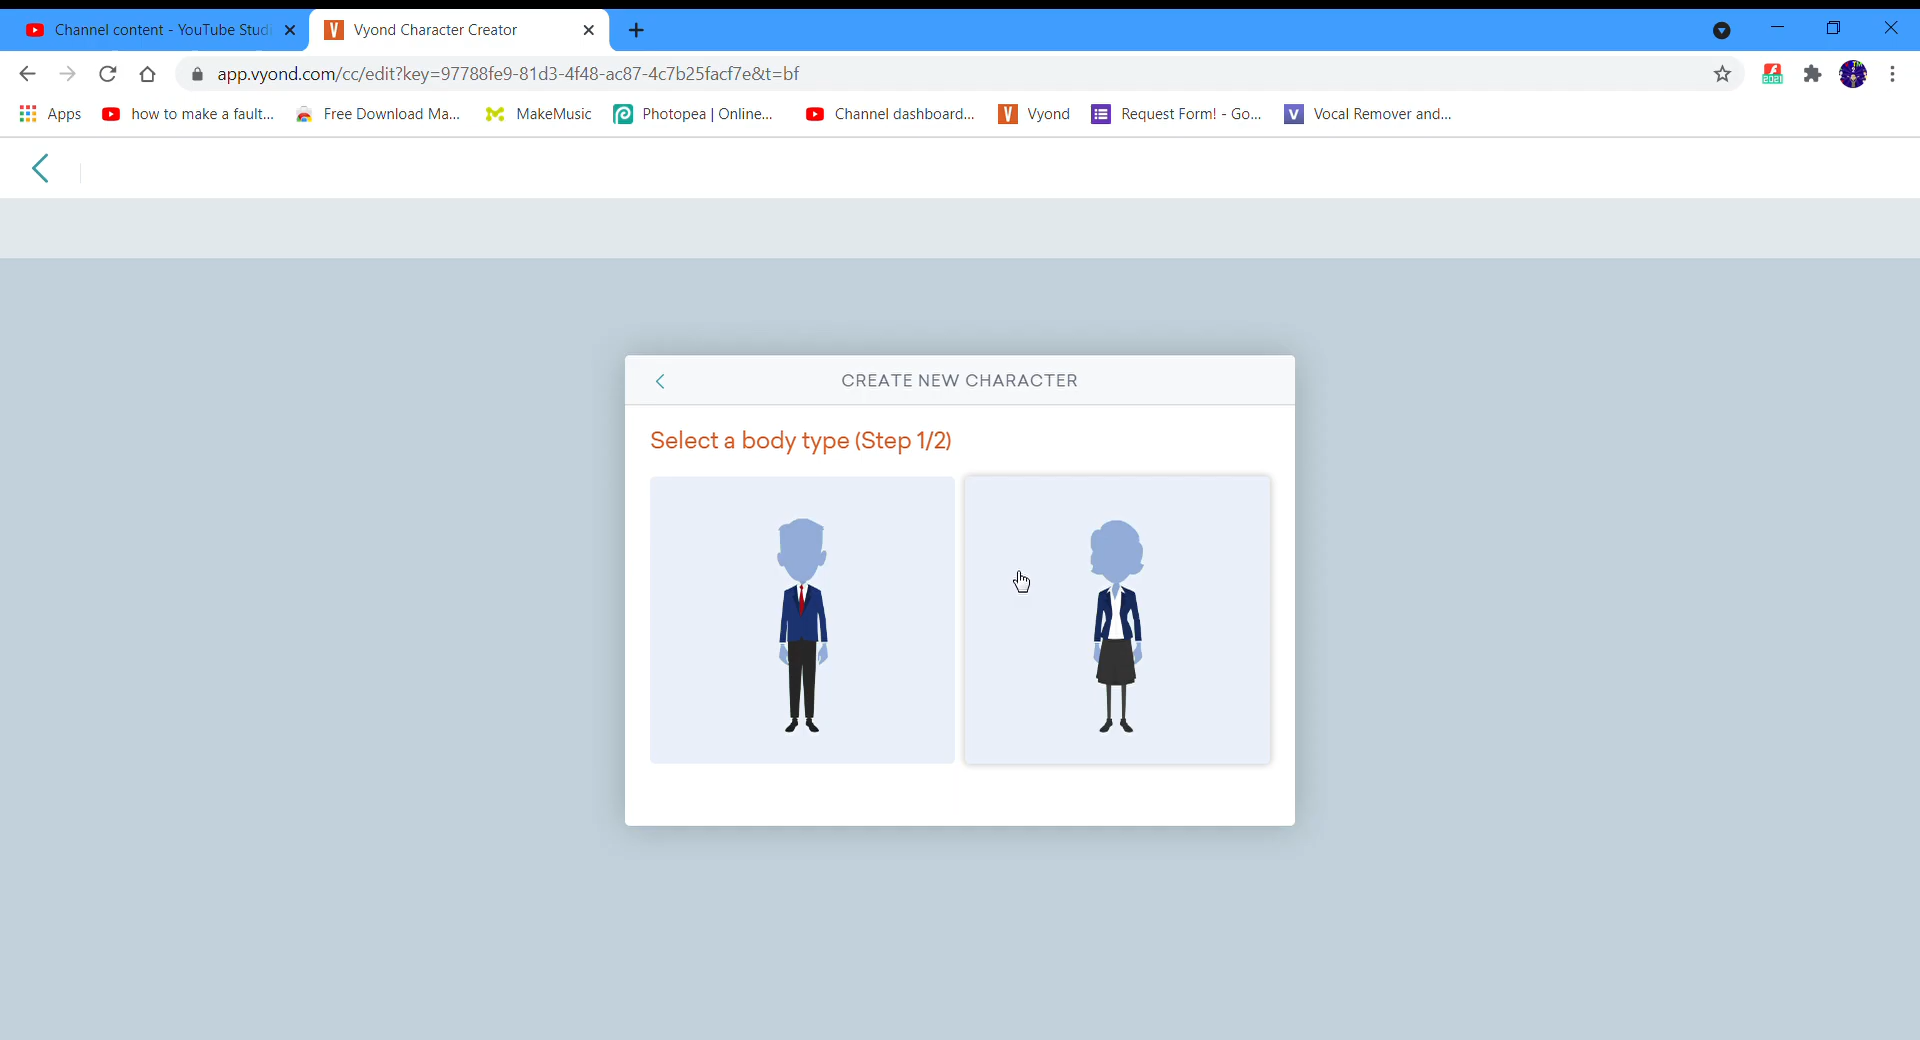 Channel content - YouTube Studi
Vyond Character Creator
app.vyond.com/cc/edit?key=97788fe9-81d3-4f48-ac87-4c7b25facf7e&t=bf
Apps
how to make a fault...
Free Download Ma...
MakeMusic
Photopea | Online...
Channel dashboard...
Vyond
Request Form! - Go...
Vocal Remover and...
CREATE NEW CHARACTER
Select a body type (Step 1/2)